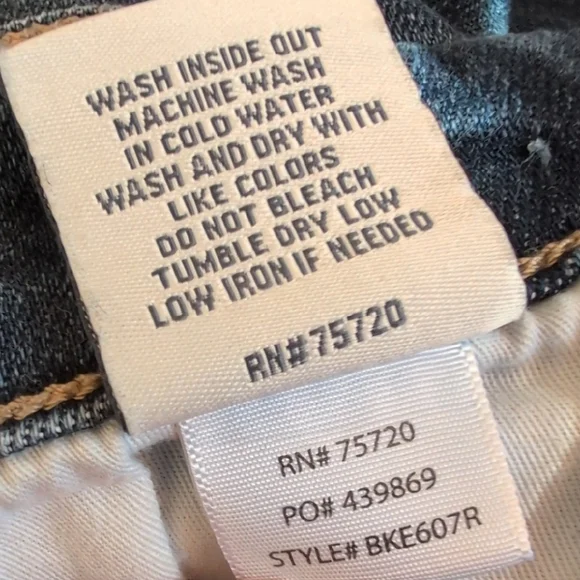 WASH INSIDE OUT
MACHINE WASH
IN COLD WATER
WASH AND DRY WITH
LIKE COLORS
DO NOT BLEACH
TUMBLE DRY LOW
LOW IRON IF NEEDED
RN#75720
RN# 75720
PO# 439869
STYLE# BKE607R